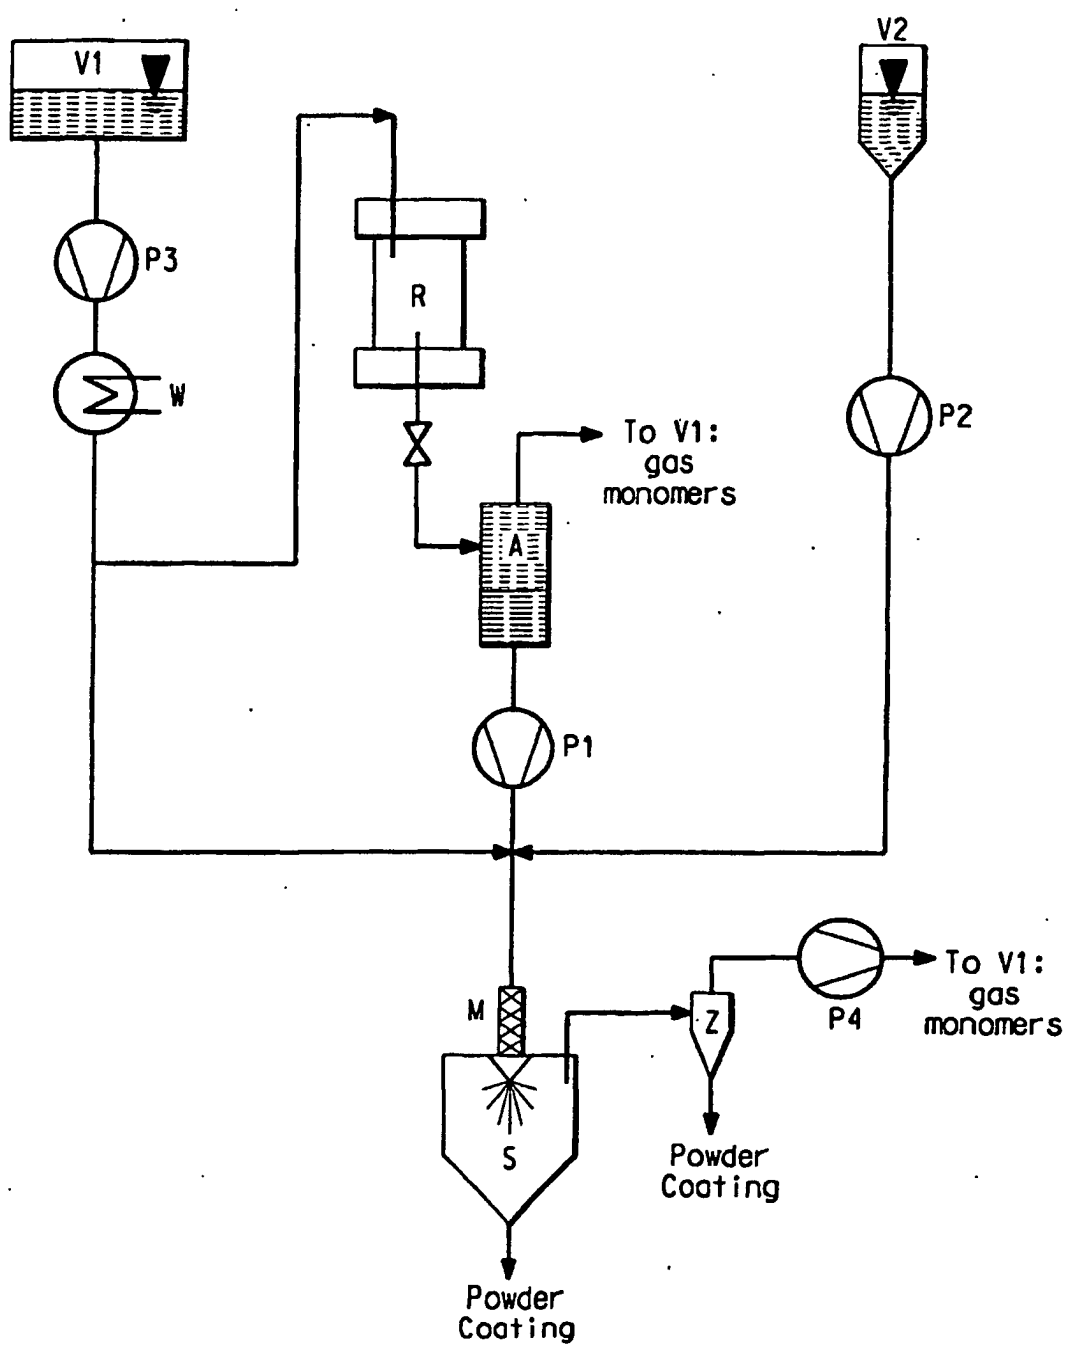 V1
V2
P3
R
W
P2
To V1:
gas
monomers
A
P1
To V1:
gas
monomers
M
Z
P4
S
Powder
Coating
Powder
Coating